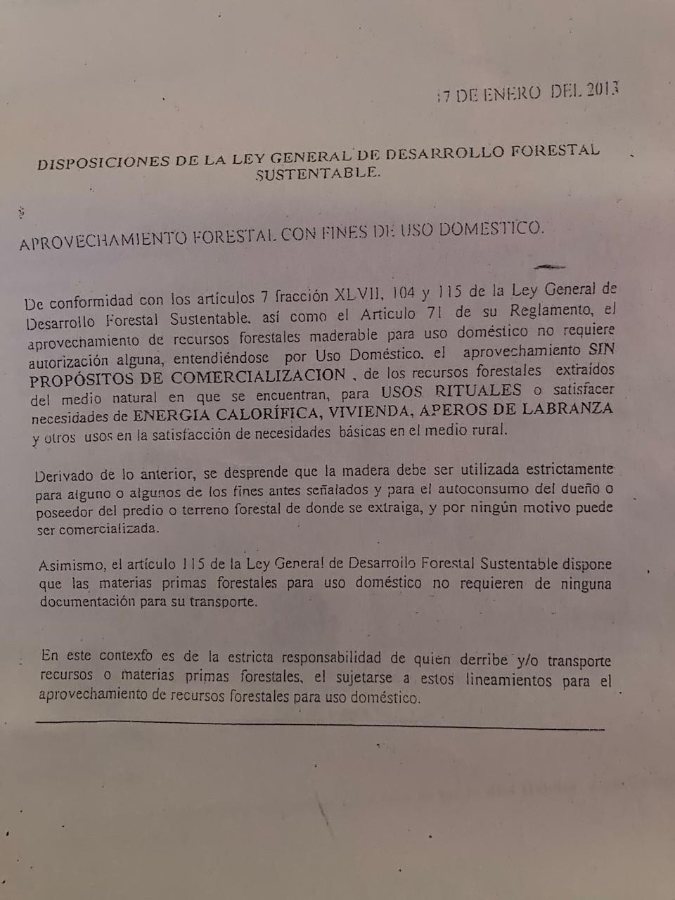 17 DE ENERO DEL 2013
DISPOSICIONES DE LA LEY GENERAL DE DESARROLLO FORESTAL
SUSTENTABLE.
APROVECHAMIENTO FORESTAL CON FINES DE USO DOMESTICO.
De conformidad con los artículos 7 fracción XLVII, 104 y 115 de la Ley General de
Desarrollo Forestal Sustentable, así como el Articulo 71 de su Reglamento, el
aprovechamiento de recursos forestales maderable para uso doméstico no requiere
autorización alguna, entendiéndose por Uso Doméstico, el aprovechamiento SIN
PROPÓSITOS DE COMERCIALIZACION , de los recursos forestales extraídos
del medio natural en que se encuentran, para USOS RITUALES o satisfacer
necesidades de ENERGIA CALORÍFICA, VIVIENDA, APEROS DE LABRANZA
y otros usos en la satisfacción de necesidades básicas en el medio rural.
Derivado de lo anterior, se desprende que la madera debe ser utilizada estrictamente
para alguno o algunos de los fines antes señalados y para el autoconsumo del dueño o
poseedor del predio o terreno forestal de donde se extraiga, y por ningún motivo puede
ser comercializada.
Asimismo, el artículo 115 de la Ley General de Desarrollo Forestal Sustentable dispone
que las materias primas forestales para uso doméstico no requieren de ninguna
documentación para su transporte.
En este contexto es de la estricta responsabilidad de quien derribe y/o transporte
recursos o materias primas forestales, el sujetarse a estos lineamientos para el
aprovechamiento de recursos forestales para uso doméstico.